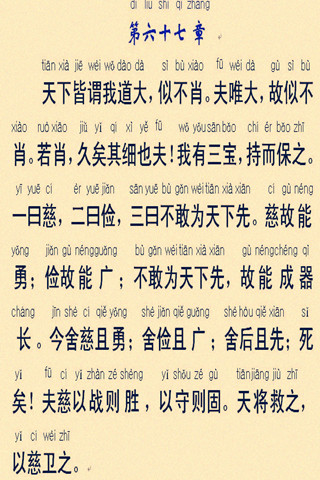 dì liù shí qī zhāng
第六十七章
tiān xià jiē wèi wǒ dào dà sì bù xiào fū wéi dà gù sì bù
天下皆谓我道大，似不肖。夫唯大，故似不
xiào ruò xiāo jiǔ yǐ qí xì yě fū wǒ yǒu sān bǎo chí ér bǎo zhī
肖。若肖，久矣其细也夫！我有三宝，持而保之。
yī yuē cí èr yuē jiǎn sān yuē bù gǎn wéi tiān xià xiān cí gù néng
一曰慈，二曰俭，三曰不敢为天下先。慈故能
yǒng jiǎn gù néng guǎng bù gǎn wéi tiān xià xiān gù néng chéng qì
勇；俭故能广；不敢为天下先，故能成器
cháng jīn shě cí qiě yǒng shě jiǎn qiě guǎng shě hòu qiě xiān sǐ
长。今舍慈且勇；舍俭且广；舍后且先；死
yǐ fū cí yǐ zhàn zé shèng yǐ shǒu zé gù tiān jiāng jiù zhī
矣！夫慈以战则胜，以守则固。天将救之，
yǐ cí wèi zhī
以慈卫之。